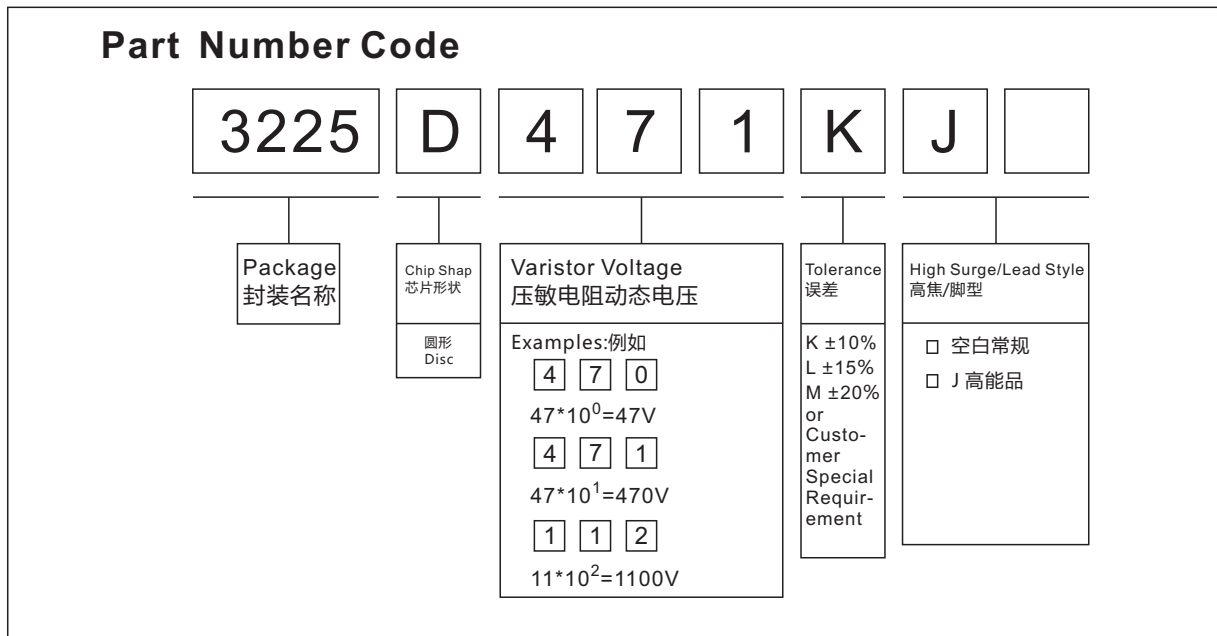 Part Number Code
3225 D 4 7 1 K J
Package
封装名称
Chip Shap
芯片形状
圆形
Disc
Varistor Voltage
压敏电阻动态电压
Examples:例如
4 7 0
47*10⁰=47V
4 7 1
47*10¹=470V
1 1 2
11*10²=1100V
Tolerance
误差
K ±10%
L ±15%
M ±20%
or
Custo-
mer
Special
Requir-
ement
High Surge/Lead Style
高焦/脚型
□ 空白常规
□ J 高能品